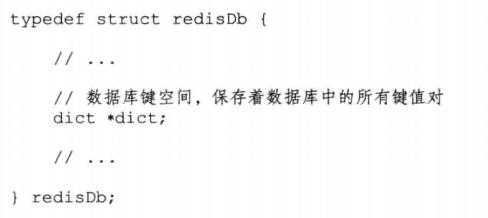 typedef struct redisDb {
// ...
// 数据库键空间，保存着数据库中的所有键值对
dict *dict;
// ...
} redisDb;